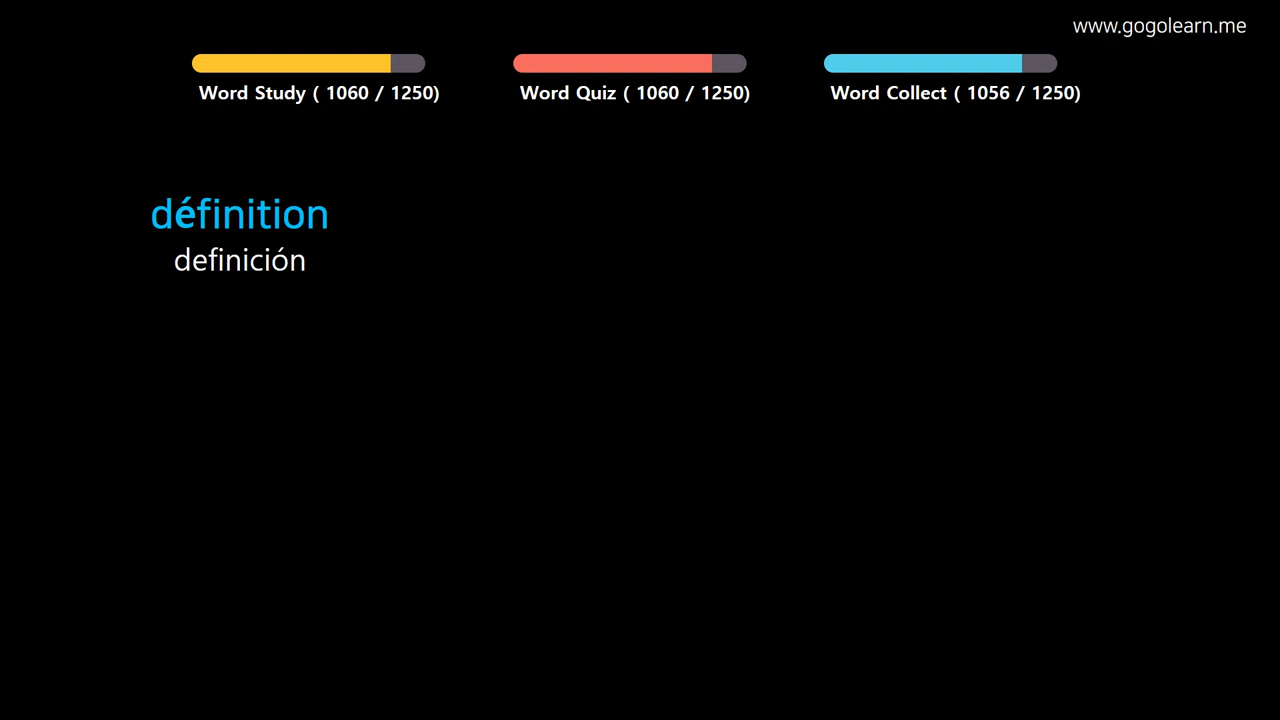 www.gogolearn.me
Word Study ( 1060 / 1250)
Word Quiz ( 1060 / 1250)
Word Collect ( 1056 / 1250)
définition
definición